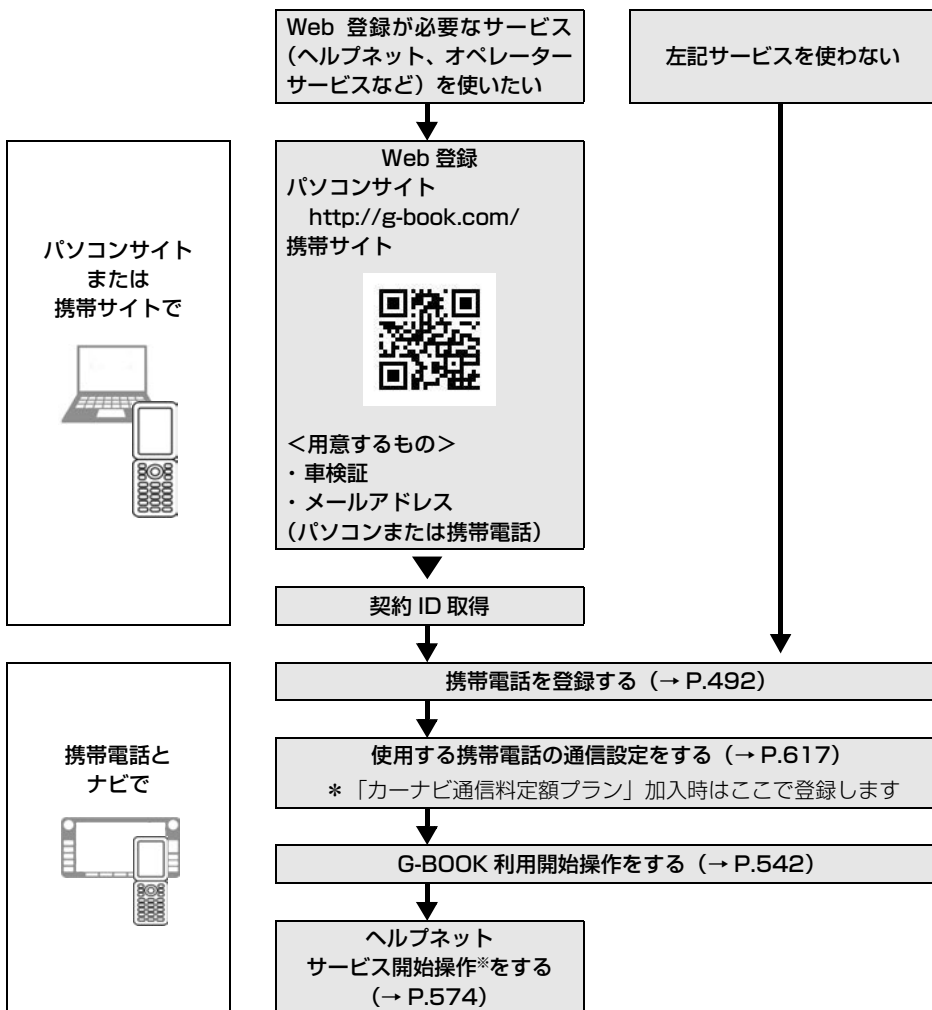 Web 登録が必要なサービス
（ヘルプネット、オペレーター
サービスなど）を使いたい
左記サービスを使わない
パソコンサイト
または
携帯サイトで
Web 登録
パソコンサイト
http://g-book.com/
携帯サイト
＜用意するもの＞
・車検証
・メールアドレス
（パソコンまたは携帯電話）
契約 ID 取得
携帯電話と
ナビで
携帯電話を登録する（→ P.492）
使用する携帯電話の通信設定をする（→ P.617）
＊「カーナビ通信料定額プラン」加入時はここで登録します
G-BOOK 利用開始操作をする（→ P.542）
ヘルプネット
サービス開始操作※をする
（→ P.574）